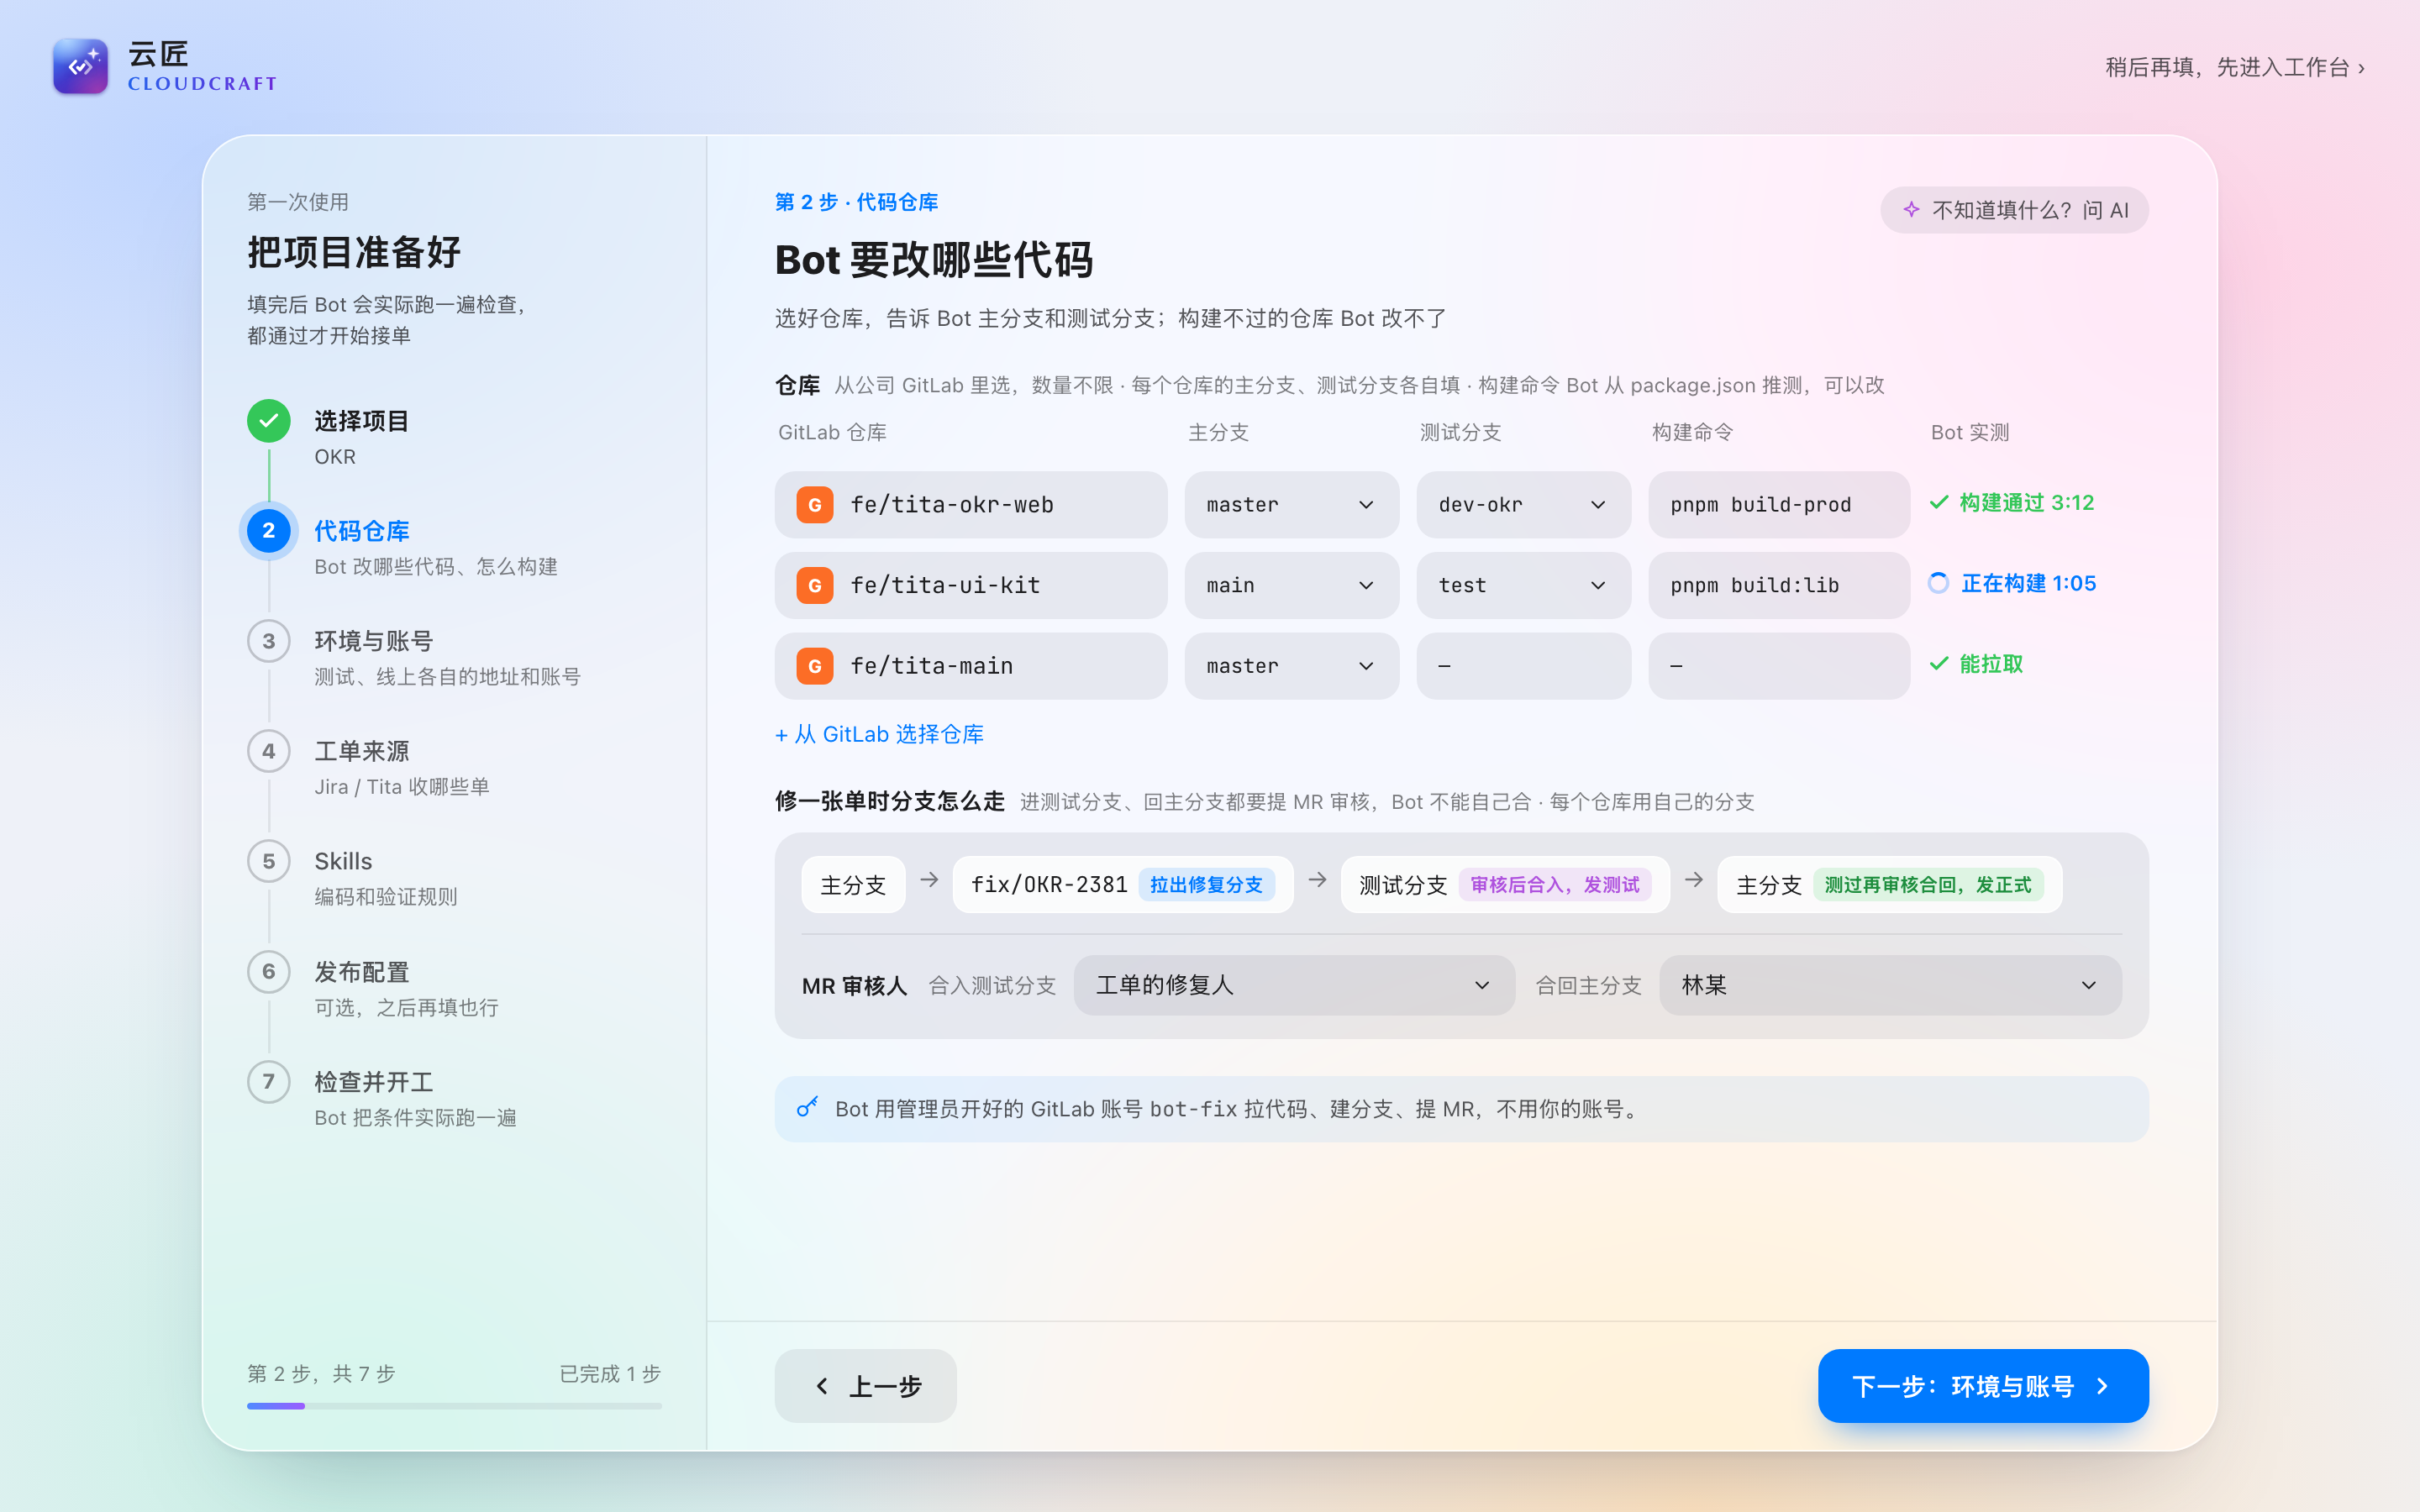 云匠
CLOUDCRAFT
稍后再填，先进入工作台 ›
第一次使用
把项目准备好
填完后 Bot 会实际跑一遍检查，
都通过才开始接单
选择项目
OKR
2 代码仓库
Bot 改哪些代码、怎么构建
3 环境与账号
测试、线上各自的地址和账号
4 工单来源
Jira / Tita 收哪些单
5 Skills
编码和验证规则
6 发布配置
可选，之后再填也行
7 检查并开工
Bot 把条件实际跑一遍
第 2 步，共 7 步 已完成 1 步
第 2 步 · 代码仓库
不知道填什么？问 AI
Bot 要改哪些代码
选好仓库，告诉 Bot 主分支和测试分支；构建不过的仓库 Bot 改不了
仓库 从公司 GitLab 里选，数量不限 · 每个仓库的主分支、测试分支各自填 · 构建命令 Bot 从 package.json 推测，可以改
GitLab 仓库 主分支 测试分支 构建命令 Bot 实测
G fe/tita-okr-web master dev-okr pnpm build-prod 构建通过 3:12
G fe/tita-ui-kit main test pnpm build:lib 正在构建 1:05
G fe/tita-main master — — 能拉取
+ 从 GitLab 选择仓库
修一张单时分支怎么走 进测试分支、回主分支都要提 MR 审核，Bot 不能自己合 · 每个仓库用自己的分支
主分支 → fix/OKR-2381 拉出修复分支 → 测试分支 审核后合入，发测试 → 主分支 测过再审核合回，发正式
MR 审核人 合入测试分支 工单的修复人 合回主分支 林某
Bot 用管理员开好的 GitLab 账号 bot-fix 拉代码、建分支、提 MR，不用你的账号。
上一步
下一步：环境与账号